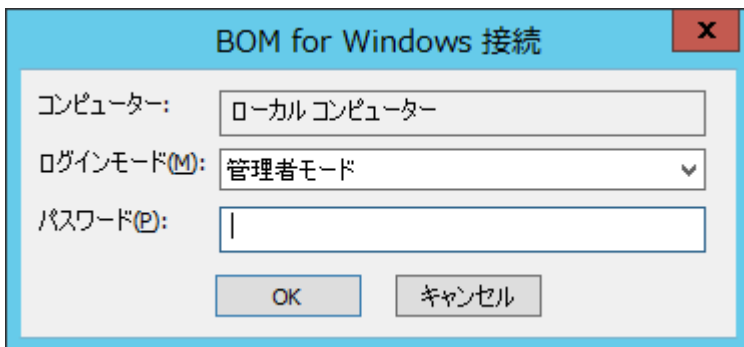 BOM for Windows 接続
x
コンピューター: ローカル コンピューター
ログインモード(M): 管理者モード
パスワード(P):
OK キャンセル